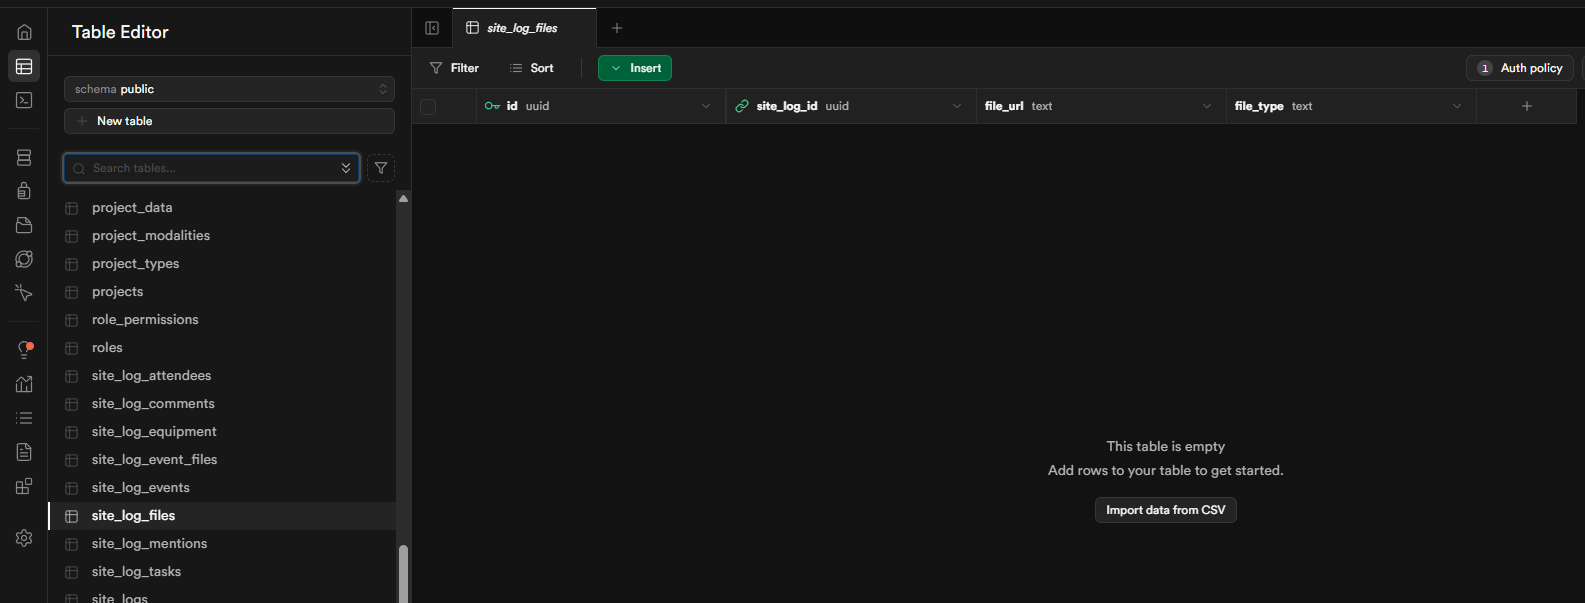 Table Editor
site_log_files
schema public
New table
Search tables...
project_data
project_modalities
project_types
projects
role_permissions
roles
site_log_attendees
site_log_comments
site_log_equipment
site_log_event_files
site_log_events
site_log_files
site_log_mentions
site_log_tasks
site_logs
Filter
Sort
Insert
1 Auth policy
id uuid
site_log_id uuid
file_url text
file_type text
This table is empty
Add rows to your table to get started.
Import data from CSV